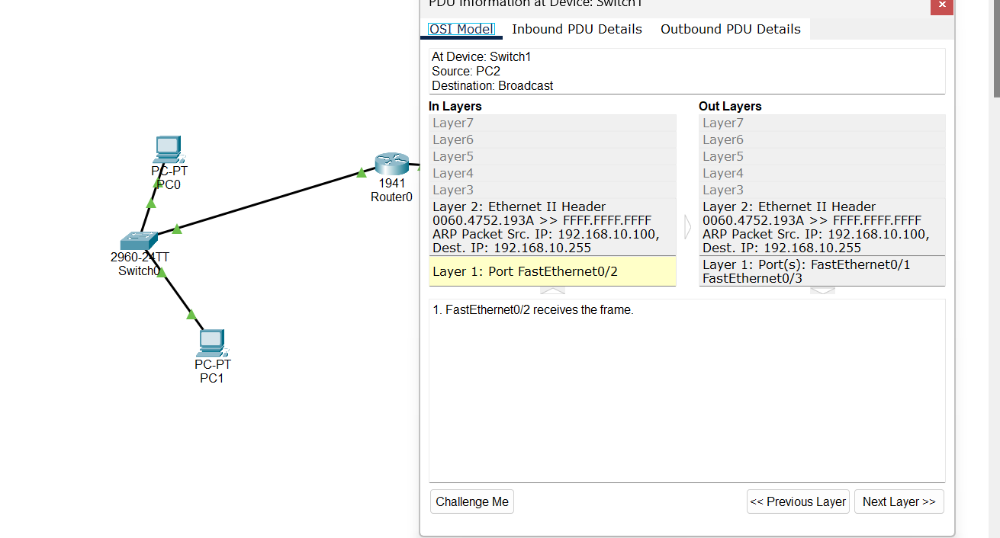 PDU Information at Device: Switch1
OSI Model Inbound PDU Details Outbound PDU Details
At Device: Switch1
Source: PC2
Destination: Broadcast
In Layers
Layer7
Layer6
Layer5
Layer4
Layer3
Layer 2: Ethernet II Header
0060.4752.193A >> FFFF.FFFF.FFFF
ARP Packet Src. IP: 192.168.10.100,
Dest. IP: 192.168.10.255
Layer 1: Port FastEthernet0/2
Out Layers
Layer7
Layer6
Layer5
Layer4
Layer3
Layer 2: Ethernet II Header
0060.4752.193A >> FFFF.FFFF.FFFF
ARP Packet Src. IP: 192.168.10.100,
Dest. IP: 192.168.10.255
Layer 1: Port(s): FastEthernet0/1
FastEthernet0/3
1. FastEthernet0/2 receives the frame.
Challenge Me
<< Previous Layer
Next Layer >>
PC-PT
PC0
1941
Router0
2960-24TT
Switch0
PC-PT
PC1